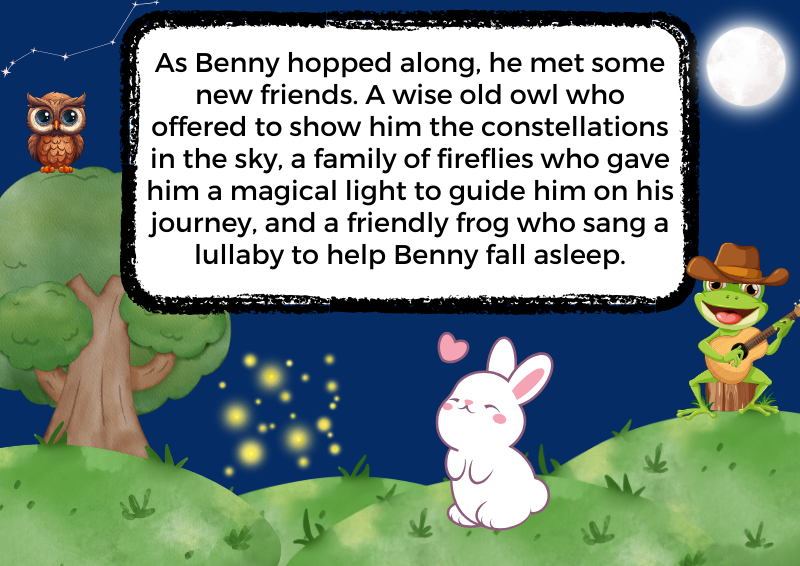 As Benny hopped along, he met some
new friends. A wise old owl who
offered to show him the constellations
in the sky, a family of fireflies who gave
him a magical light to guide him on his
journey, and a friendly frog who sang a
lullaby to help Benny fall asleep.